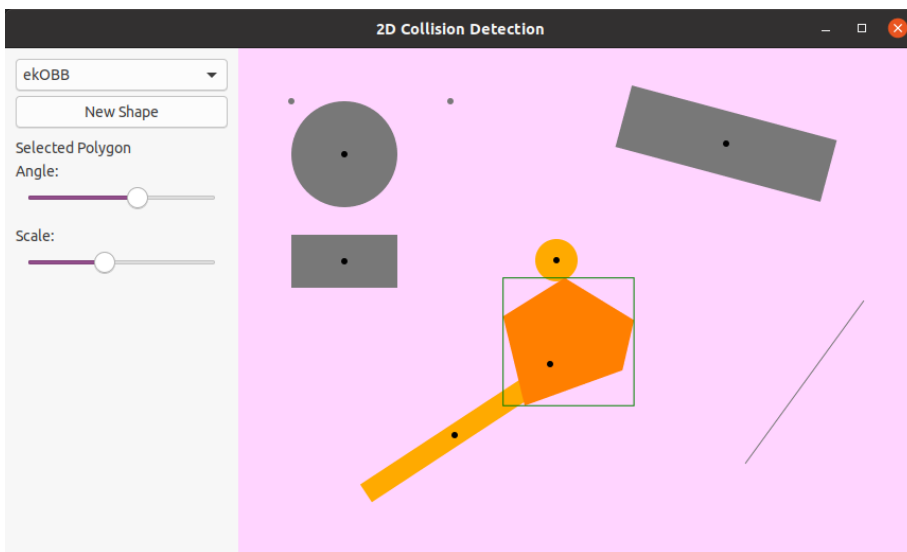 2D Collision Detection
ekOBB
New Shape
Selected Polygon
Angle:
Scale: